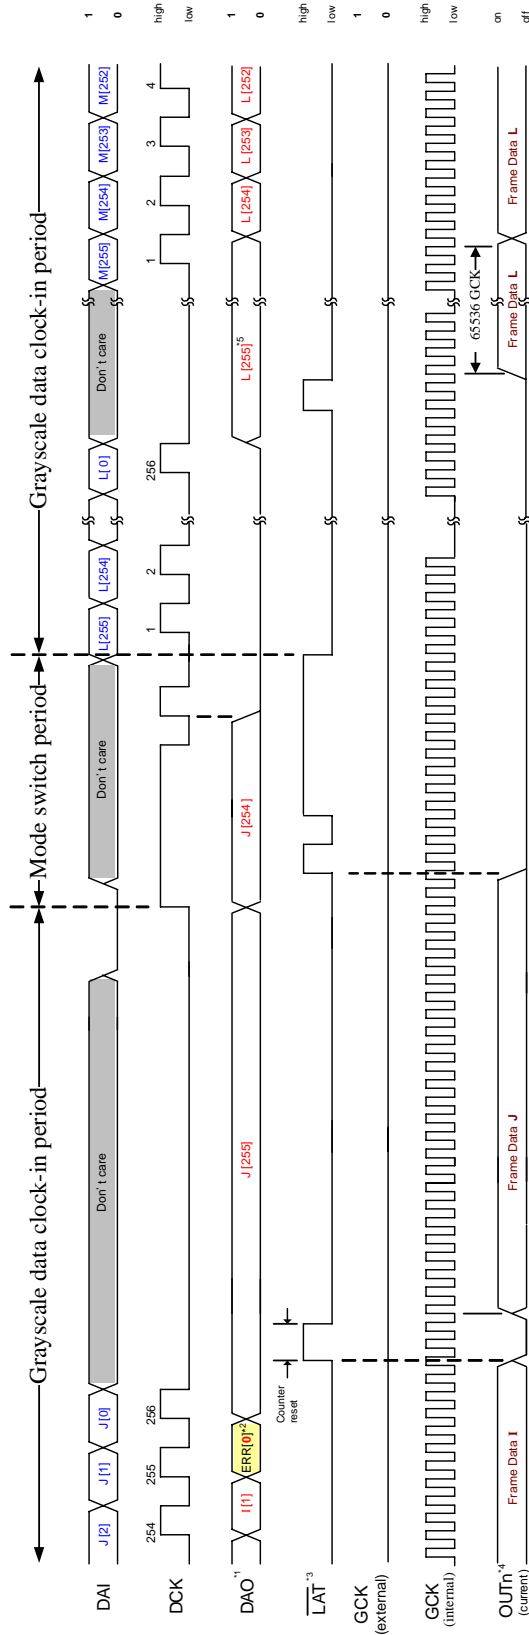 Grayscale data clock-in period
Mode switch period
Grayscale data clock-in period
DAI
J [2]
J [1]
J [0]
Don't care
Don't care
L[255]
L[254]
L[0]
Don't care
M[255]
M[254]
M[253]
M[252]
1
0
DCK
254
255
256
1
2
256
1
2
3
4
high
low
DAO*1
I [1]
ERR[0]*2
J [255]
J [254]
L [255]*5
L [254]
L [253]
L [252]
1
0
LAT*3
Counter
reset
high
low
GCK
(external)
1
0
GCK
(internal)
high
low
OUTn*4
(current)
Frame Data I
Frame Data J
65536 GCK
Frame Data L
Frame Data L
on
off